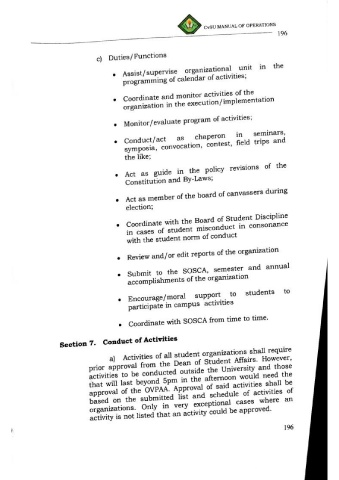 CvSU MANUAL OF OPERATIONS
196
c) Duties/Functions
• Assist/supervise organizational unit in the
programming of calendar of activities;
• Coordinate and monitor activities of the
organization in the execution/implementation
• Monitor/evaluate program of activities;
• Conduct/act as chaperon in seminars,
symposia, convocation, contest, field trips and
the like;
• Act as guide in the policy revisions of the
Constitution and By-Laws;
• Act as member of the board of canvassers during
election;
• Coordinate with the Board of Student Discipline
in cases of student misconduct in consonance
with the student norm of conduct
• Review and/or edit reports of the organization
• Submit to the SOSCA, semester and annual
accomplishments of the organization
• Encourage/moral support to students to
participate in campus activities
• Coordinate with SOSCA from time to time.
Section 7. Conduct of Activities
a) Activities of all student organizations shall require
prior approval from the Dean of Student Affairs. However,
activities to be conducted outside the University and those
that will last beyond 5pm in the afternoon would need the
approval of the OVPAA. Approval of said activities shall be
based on the submitted list and schedule of activities of
organizations. Only in very exceptional cases where an
activity is not listed that an activity could be approved.
196